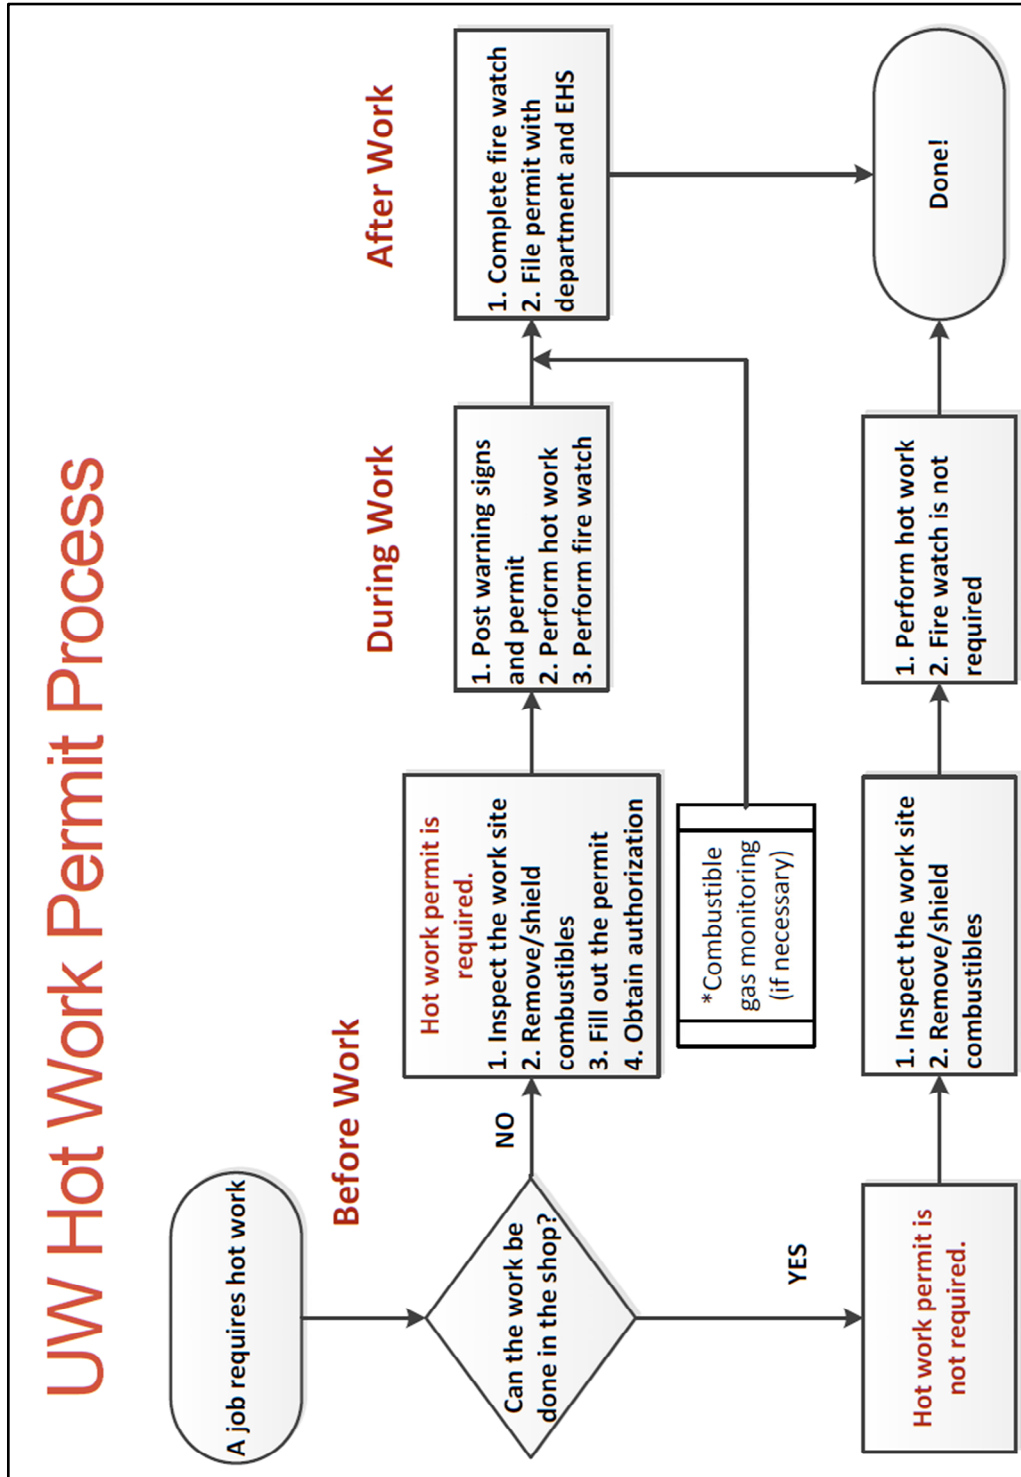 UW Hot Work Permit Process
A job requires hot work
Before Work
During Work
After Work
Can the work be
done in the shop?
NO
Hot work permit is
required.
1. Inspect the work site
2. Remove/shield
combustibles
3. Fill out the permit
4. Obtain authorization
1. Post warning signs
and permit
2. Perform hot work
3. Perform fire watch
1. Complete fire watch
2. File permit with
department and EHS
*Combustible
gas monitoring
(if necessary)
YES
Hot work permit is
not required.
1. Inspect the work site
2. Remove/shield
combustibles
1. Perform hot work
2. Fire watch is not
required
Done!